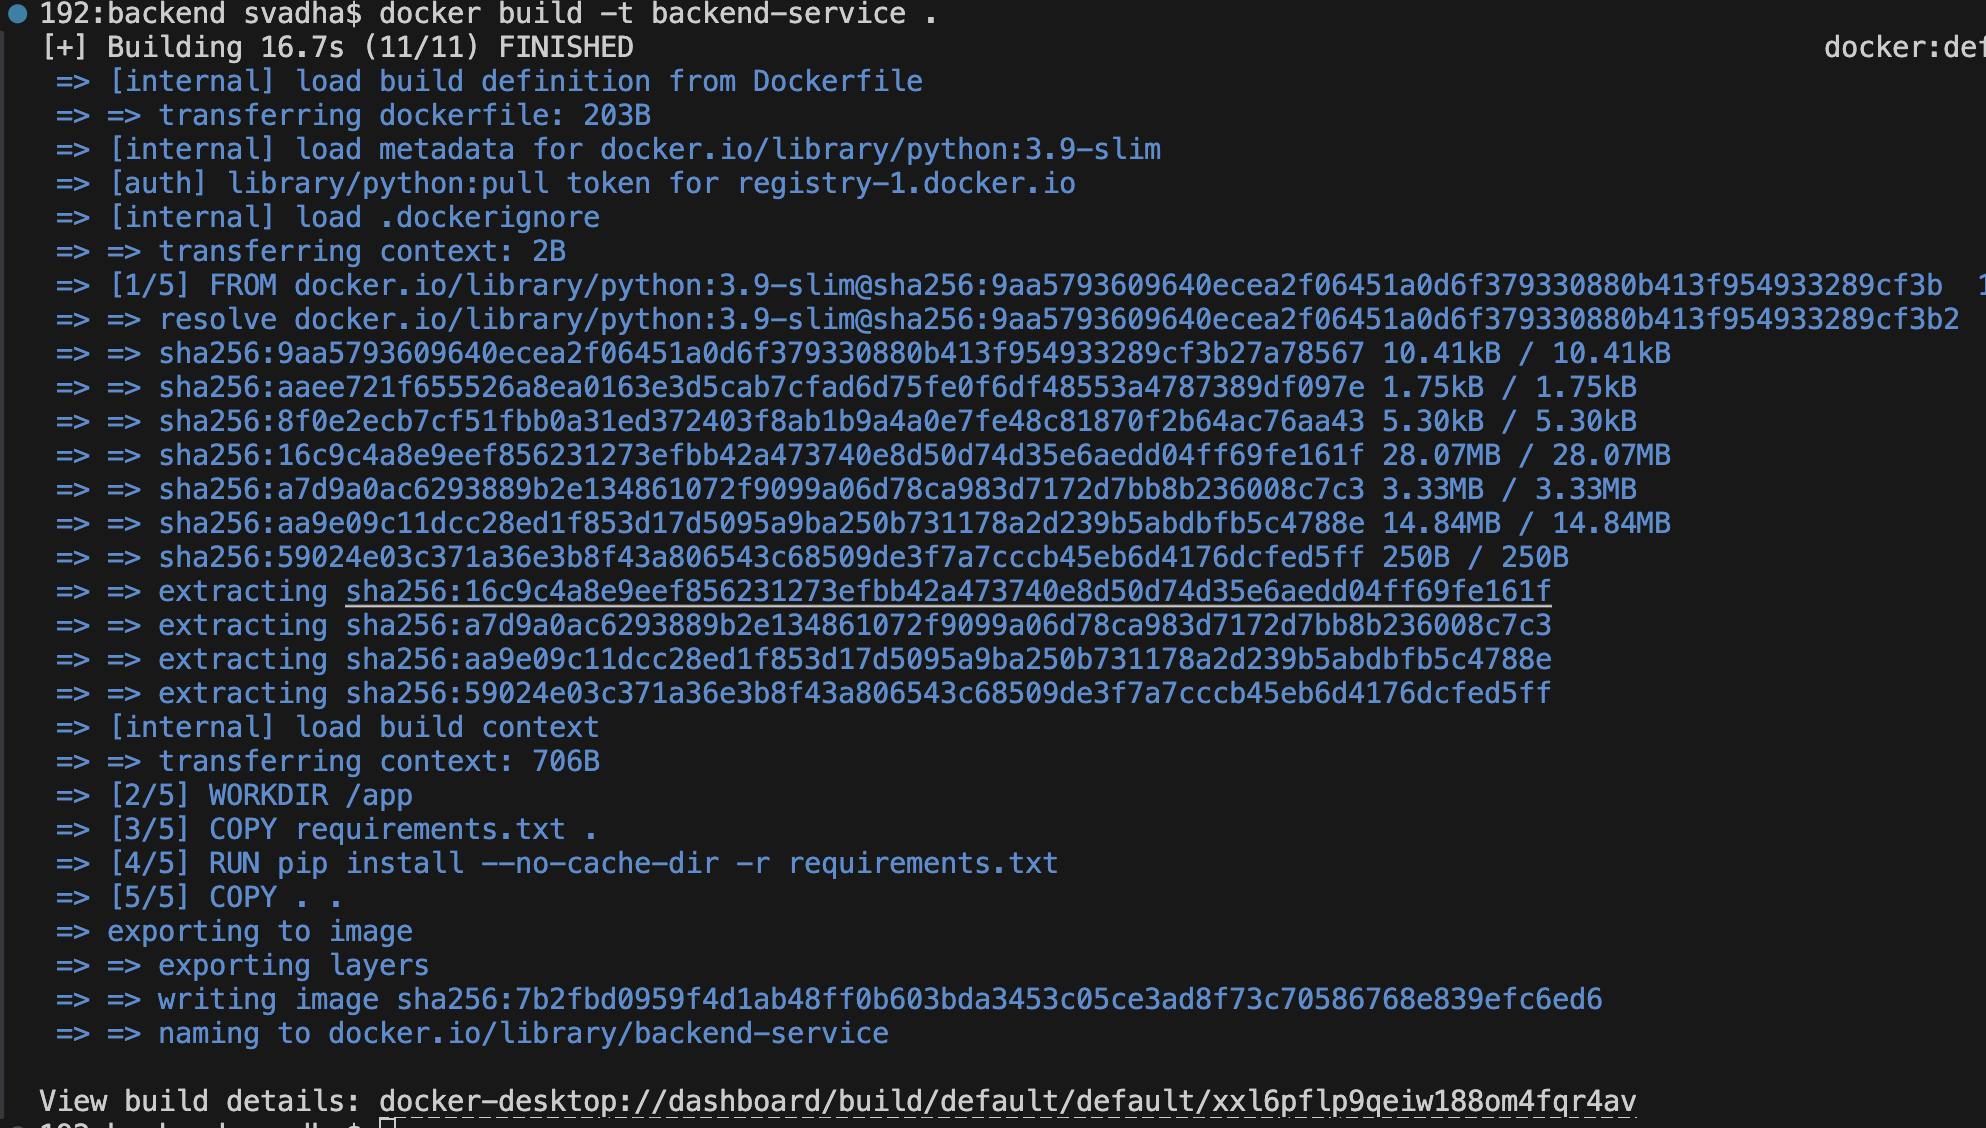 192:backend svadha$ docker build -t backend-service .
[+] Building 16.7s (11/11) FINISHED docker:def
=> [internal] load build definition from Dockerfile
=> => transferring dockerfile: 203B
=> [internal] load metadata for docker.io/library/python:3.9-slim
=> [auth] library/python:pull token for registry-1.docker.io
=> [internal] load .dockerignore
=> => transferring context: 2B
=> [1/5] FROM docker.io/library/python:3.9-slim@sha256:9aa5793609640ecea2f06451a0d6f379330880b413f954933289cf3b 1
=> => resolve docker.io/library/python:3.9-slim@sha256:9aa5793609640ecea2f06451a0d6f379330880b413f954933289cf3b2
=> => sha256:9aa5793609640ecea2f06451a0d6f379330880b413f954933289cf3b27a78567 10.41kB / 10.41kB
=> => sha256:aaee721f655526a8ea0163e3d5cab7cfad6d75fe0f6df48553a4787389df097e 1.75kB / 1.75kB
=> => sha256:8f0e2ecb7cf51fbb0a31ed372403f8ab1b9a4a0e7fe48c81870f2b64ac76aa43 5.30kB / 5.30kB
=> => sha256:16c9c4a8e9eef856231273efbb42a473740e8d50d74d35e6aedd04ff69fe161f 28.07MB / 28.07MB
=> => sha256:a7d9a0ac6293889b2e134861072f9099a06d78ca983d7172d7bb8b236008c7c3 3.33MB / 3.33MB
=> => sha256:aa9e09c11dcc28ed1f853d17d5095a9ba250b731178a2d239b5abdbfb5c4788e 14.84MB / 14.84MB
=> => sha256:59024e03c371a36e3b8f43a806543c68509de3f7a7cccb45eb6d4176dcfed5ff 250B / 250B
=> => extracting sha256:16c9c4a8e9eef856231273efbb42a473740e8d50d74d35e6aedd04ff69fe161f
=> => extracting sha256:a7d9a0ac6293889b2e134861072f9099a06d78ca983d7172d7bb8b236008c7c3
=> => extracting sha256:aa9e09c11dcc28ed1f853d17d5095a9ba250b731178a2d239b5abdbfb5c4788e
=> => extracting sha256:59024e03c371a36e3b8f43a806543c68509de3f7a7cccb45eb6d4176dcfed5ff
=> [internal] load build context
=> => transferring context: 706B
=> [2/5] WORKDIR /app
=> [3/5] COPY requirements.txt .
=> [4/5] RUN pip install --no-cache-dir -r requirements.txt
=> [5/5] COPY . .
=> exporting to image
=> => exporting layers
=> => writing image sha256:7b2fbd0959f4d1ab48ff0b603bda3453c05ce3ad8f73c70586768e839efc6ed6
=> => naming to docker.io/library/backend-service
View build details: docker-desktop://dashboard/build/default/default/xxl6pflp9qeiw188om4fqr4av